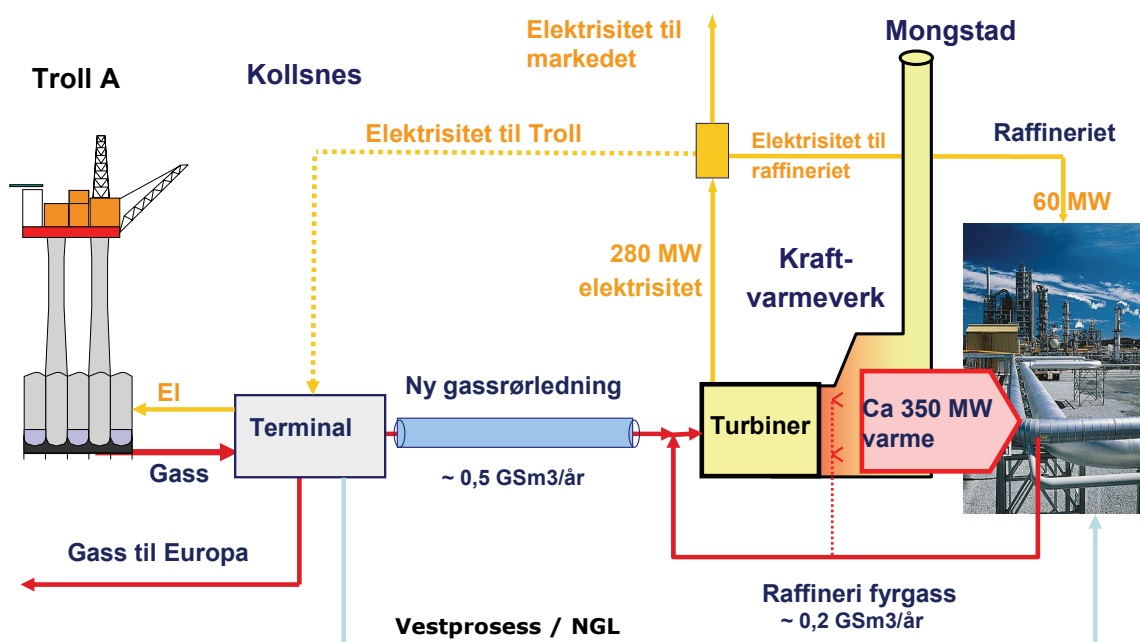 Elektrisitet til
markedet
Mongstad
Troll A
Kollsnes
Elektrisitet til Troll
Elektrisitet til
raffineriet
Raffineriet
60 MW
280 MW
elektrisitet
Kraft-
varmeverk
El
Terminal
Ny gassrørledning
~ 0,5 GSm3/år
Turbiner
Ca 350 MW
varme
Gass
Gass til Europa
Raffineri fyrgass
~ 0,2 GSm3/år
Vestprosess / NGL